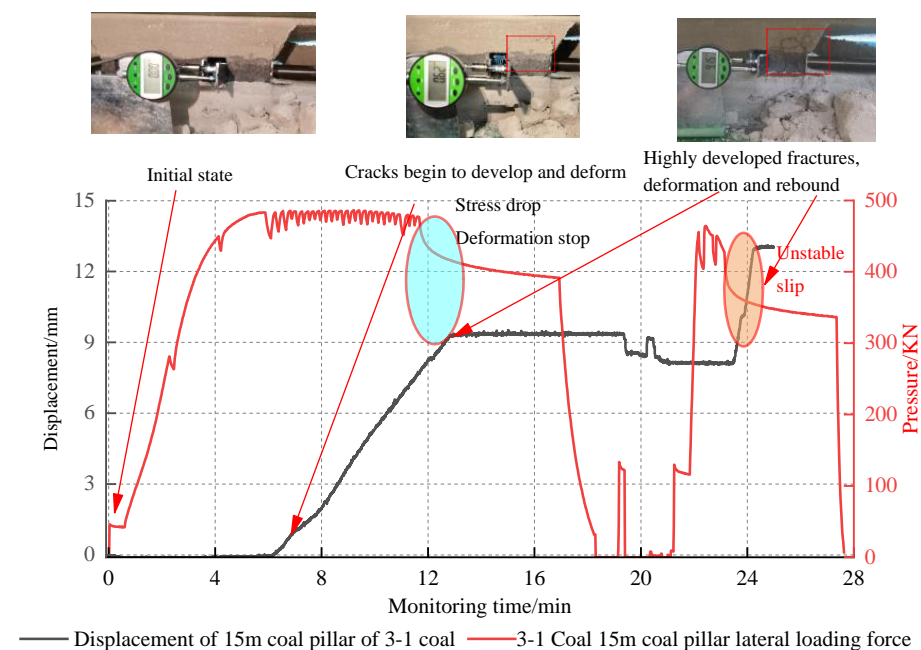 Initial state
Cracks begin to develop and deform
Highly developed fractures,
deformation and rebound
Stress drop
Deformation stop
Unstable
slip
Displacement/mm
15
12
9
6
3
0
500
400
300
200
100
0
Pressure/KN
0 4 8 12 16 20 24 28
Monitoring time/min
Displacement of 15m coal pillar of 3-1 coal
3-1 Coal 15m coal pillar lateral loading force